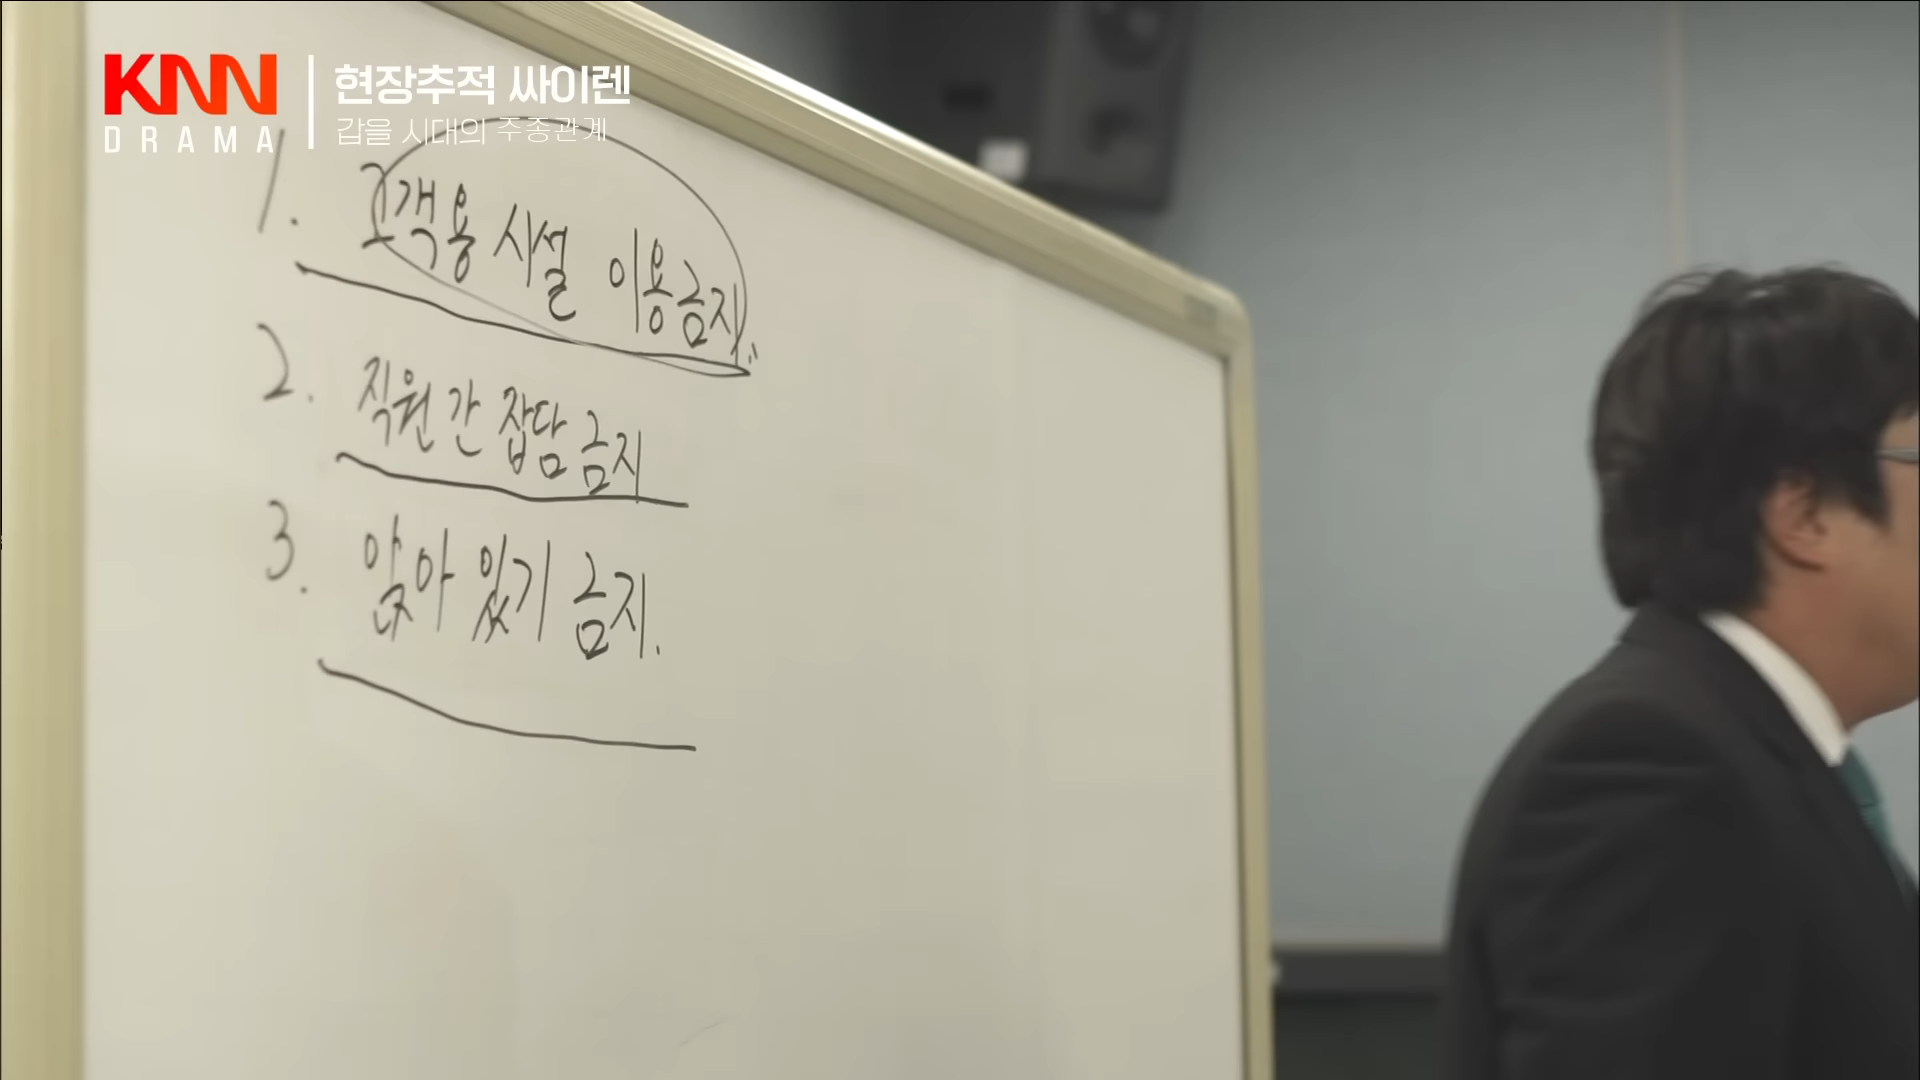 KNN
DRAMA
현장추적 싸이렌
갑을 시대의 주종관계
1. 고객용 시설 이용금지
2. 직원 간 잡담 금지
3. 앉아 있기 금지.